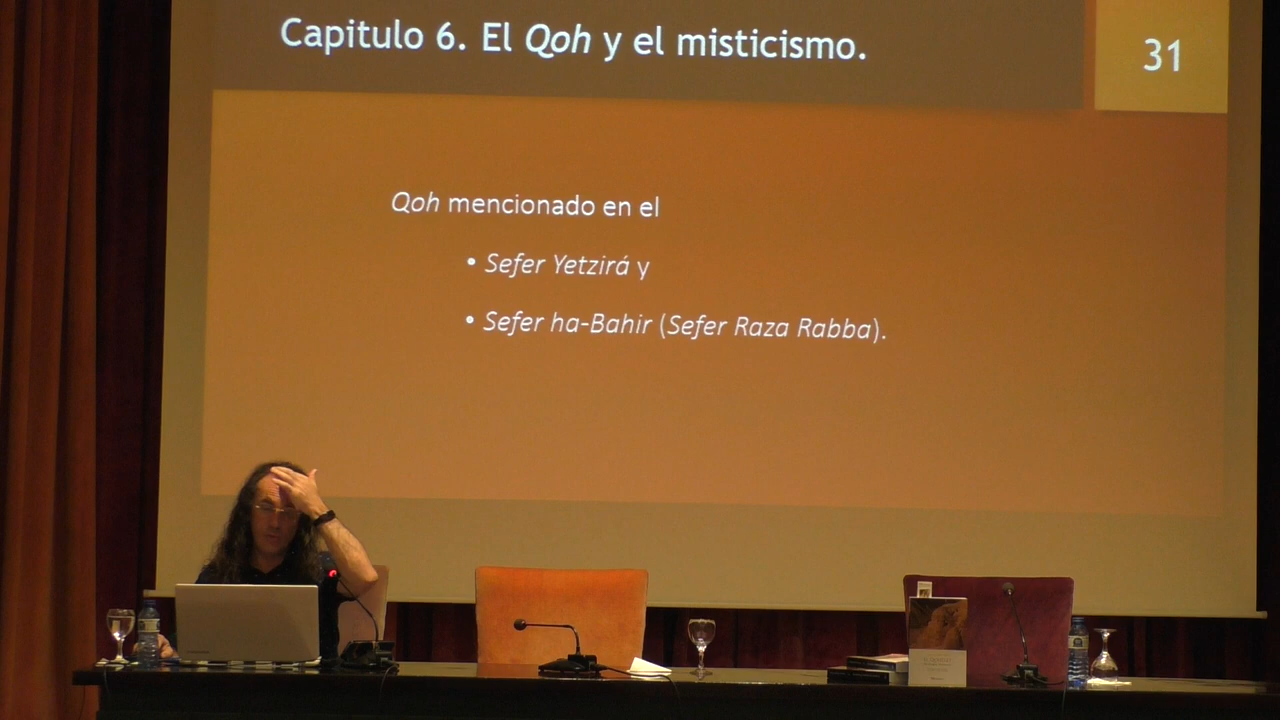 Capitulo 6. El Qoh y el misticismo.
31
Qoh mencionado en el
• Sefer Yetzirá y
• Sefer ha-Bahir (Sefer Raza Rabba).